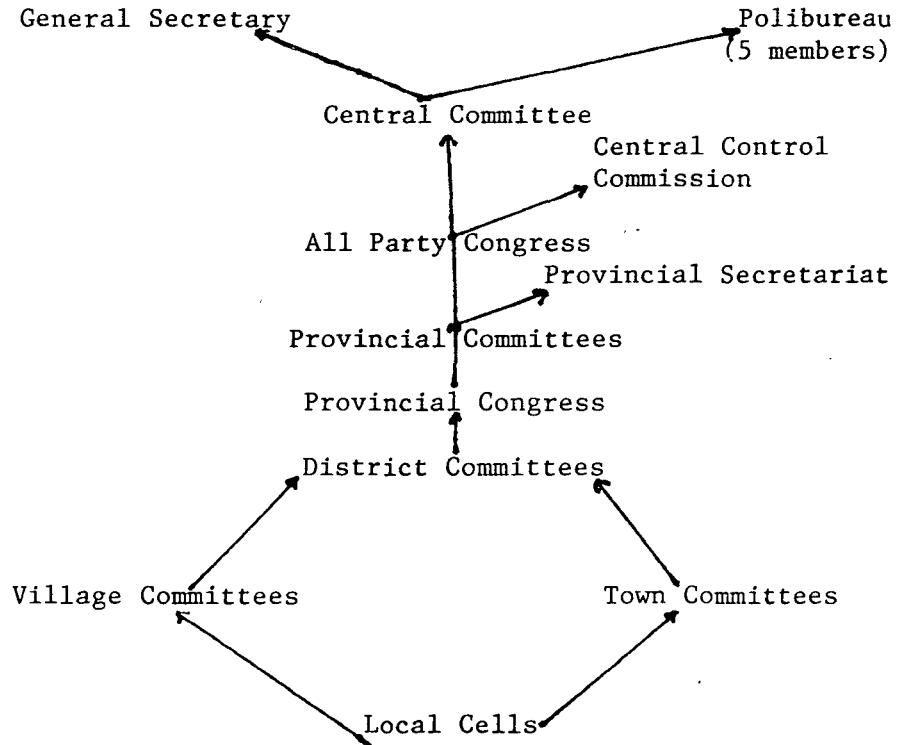 General Secretary
Polibureau
(5 members)
Central Committee
Central Control
Commission
All Party Congress
Provincial Secretariat
Provincial Committees
Provincial Congress
District Committees
Village Committees
Town Committees
Local Cells